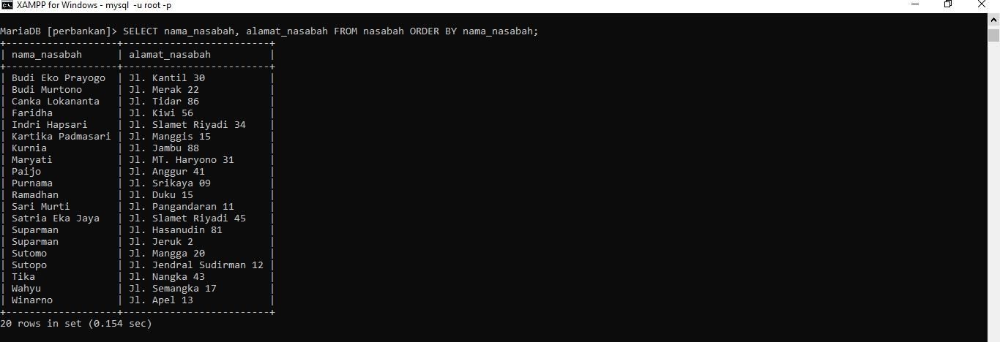 XAMPP for Windows - mysql -u root -p
MariaDB [perbankan]> SELECT nama_nasabah, alamat_nasabah FROM nasabah ORDER BY nama_nasabah;
+-------------------+-------------------------+
| nama_nasabah | alamat_nasabah |
+-------------------+-------------------------+
| Budi Eko Prayogo | Jl. Kantil 30 |
| Budi Murtono | Jl. Merak 22 |
| Canka Lokananta | Jl. Tidar 86 |
| Faridha | Jl. Kiwi 56 |
| Indri Hapsari | Jl. Slamet Riyadi 34 |
| Kartika Padmasari | Jl. Manggis 15 |
| Kurnia | Jl. Jambu 88 |
| Maryati | Jl. MT. Haryono 31 |
| Paijo | Jl. Anggur 41 |
| Purnama | Jl. Srikaya 09 |
| Ramadhan | Jl. Duku 15 |
| Sari Murti | Jl. Pangandaran 11 |
| Satria Eka Jaya | Jl. Slamet Riyadi 45 |
| Suparman | Jl. Hasanudin 81 |
| Suparman | Jl. Jeruk 2 |
| Sutomo | Jl. Mangga 20 |
| Sutopo | Jl. Jendral Sudirman 12 |
| Tika | Jl. Nangka 43 |
| Wahyu | Jl. Semangka 17 |
| Winarno | Jl. Apel 13 |
+-------------------+-------------------------+
20 rows in set (0.154 sec)